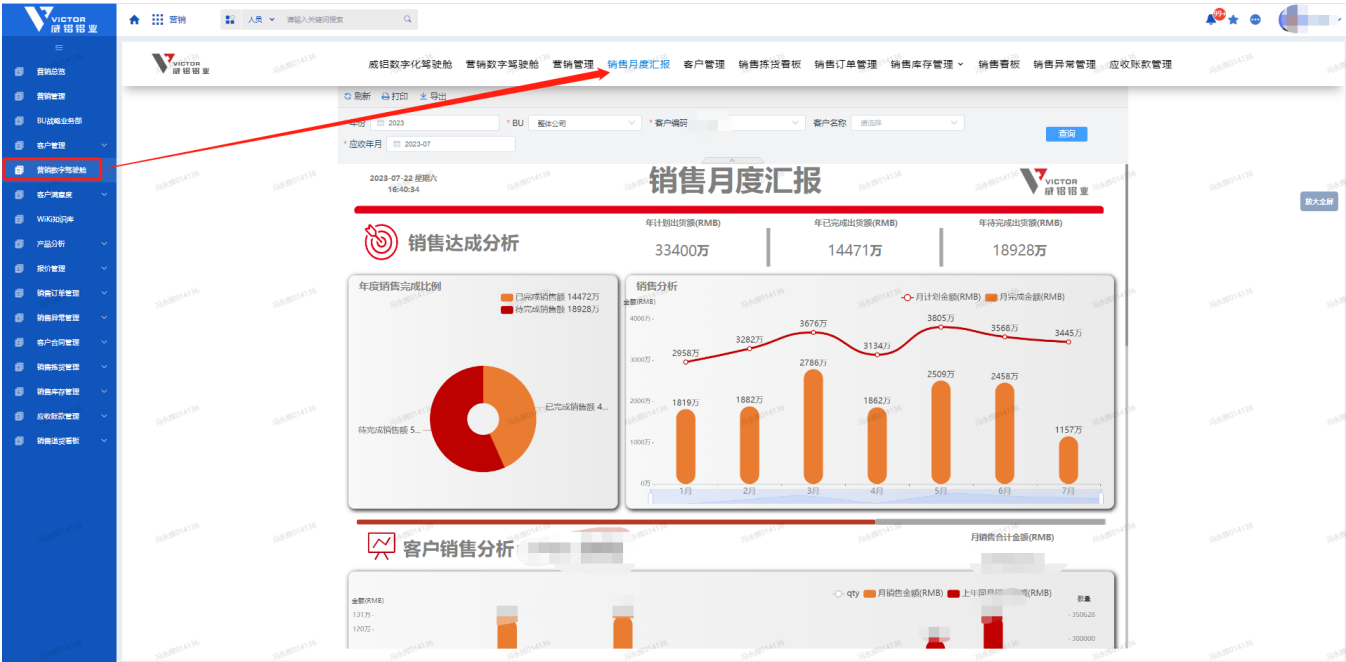 VICTOR
威铝铝业
营销
人员
请输入关键词搜索
99+
营销总览
营销管理
BU战略业务部
客户管理
营销数字驾驶舱
客户满意度
WiKi知识库
产品分析
报价管理
销售订单管理
销售异常管理
客户合同管理
销售拣货管理
销售库存管理
应收账款管理
销售送货看板
VICTOR
威铝铝业
威铝数字化驾驶舱 营销数字驾驶舱 营销管理 销售月度汇报 客户管理 销售拣货看板 销售订单管理 销售库存管理 销售看板 销售异常管理 应收账款管理
刷新 打印 导出
年份 2023 * BU 整体公司 * 客户编码 客户名称 请选择
* 应收年月 2023-07
查询
放大全屏
2023-07-22 星期六
16:40:34
销售月度汇报
VICTOR
威铝铝业
销售达成分析
年计划出货额(RMB) 年已完成出货额(RMB) 年待完成出货额(RMB)
33400万 14471万 18928万
年度销售完成比例
已完成销售额 14472万
待完成销售额 18928万
已完成销售额 4...
待完成销售额 5...
销售分析
金额(RMB)
月计划金额(RMB) 月完成金额(RMB)
4000万
3000万
2000万
1000万
0万
2958万 3282万 3676万 3134万 3805万 3568万 3445万
1819万 1882万 2786万 1862万 2509万 2458万 1157万
1月 2月 3月 4月 5月 6月 7月
客户销售分析
月销售合计金额(RMB)
qty 月销售金额(RMB) 上年同月 (RMB)
金额(RMB)
131万
120万
数量
350628
300000